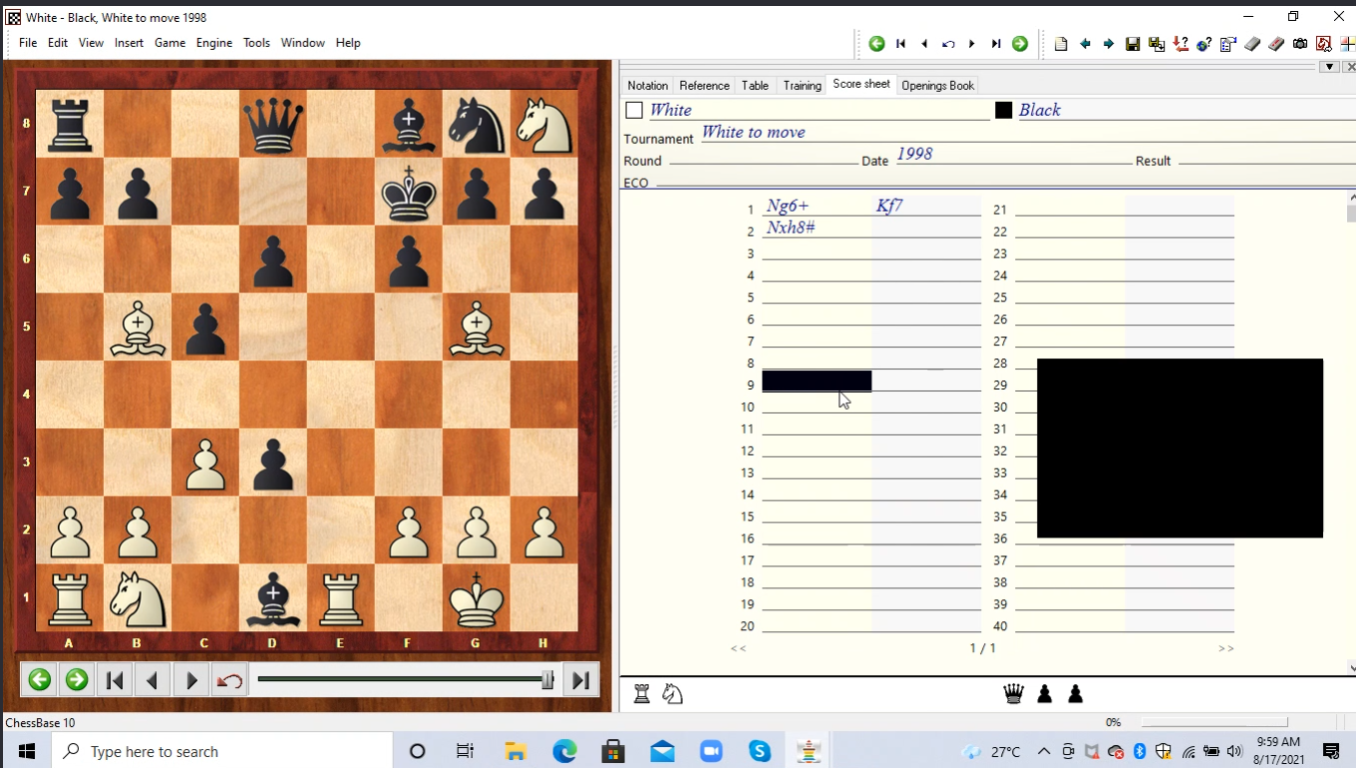 White - Black, White to move 1998
File Edit View Insert Game Engine Tools Window Help
Notation Reference Table Training Score sheet Openings Book
White Black
Tournament White to move
Round Date 1998 Result
ECO
8
7
6
5
4
3
2
1
A B C D E F G H
1 Ng6+ Kf7 21
2 Nxh8# 22
3 23
4 24
5 25
6 26
7 27
8 28
9 29
10 30
11 31
12 32
13 33
14 34
15 35
16 36
17 37
18 38
19 39
20 40
<< 1 / 1 >>
ChessBase 10 0%
Type here to search 27°C 9:59 AM
8/17/2021